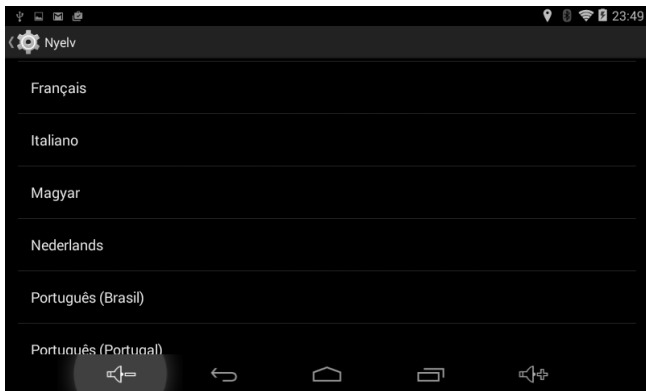 23:49
Nyelv
Français
Italiano
Magyar
Nederlands
Português (Brasil)
Português (Portugal)